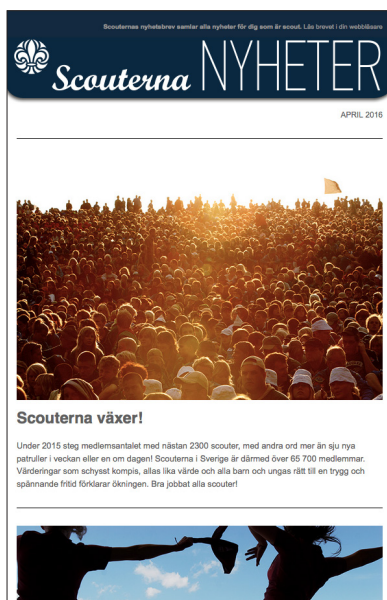 Scouternas nyhetsbrev samlar alla nyheter för dig som är scout. Läs brevet i din webbläsare
Scouterna NYHETER
APRIL 2016
Scouterna växer!
Under 2015 steg medlemsantalet med nästan 2300 scouter, med andra ord mer än sju nya
patruller i veckan eller en om dagen! Scouterna i Sverige är därmed över 65 700 medlemmar.
Värderingar som schysst kompis, allas lika värde och alla barn och ungas rätt till en trygg och
spännande fritid förklarar ökningen. Bra jobbat alla scouter!